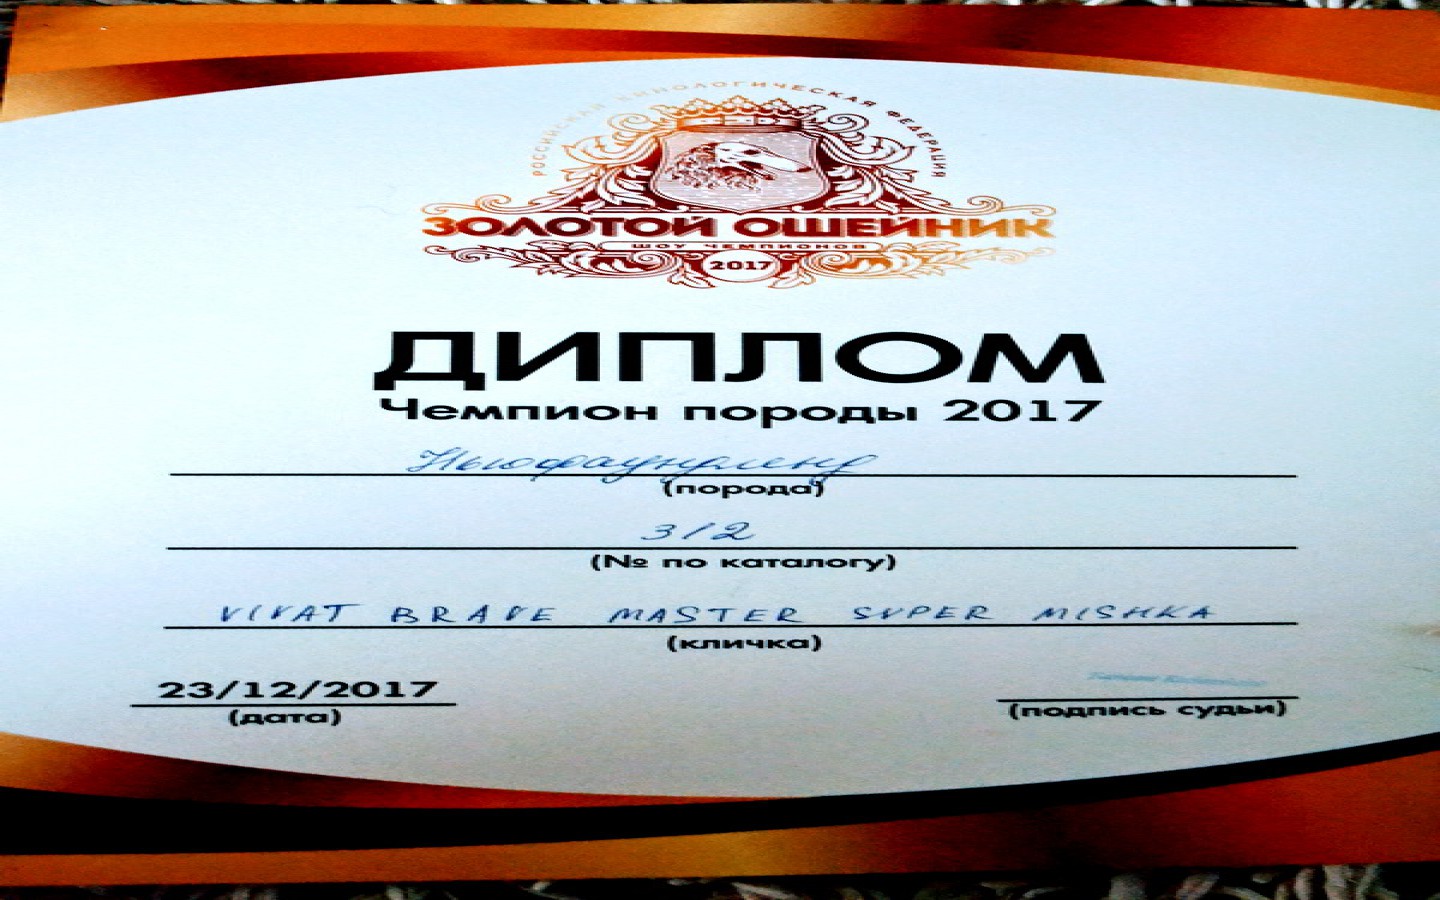 РОССИЙСКАЯ КИНОЛОГИЧЕСКАЯ ФЕДЕРАЦИЯ
ЗОЛОТОЙ ОШЕЙНИК
ШОУ ЧЕМПИОНОВ
2017
ДИПЛОМ
Чемпион породы 2017
Ньюфаундленд
(порода)
312
(№ по каталогу)
VIVAT BRAVE MASTER SUPER MISHKA
(кличка)
23/12/2017
(дата)
(подпись судьи)